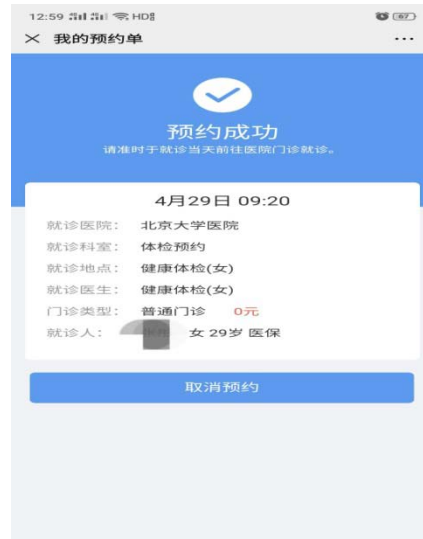 12:59 HD
67
我的预约单
预约成功
请准时于就诊当天前往医院门诊就诊。
4月29日 09:20
就诊医院: 北京大学医院
就诊科室: 体检预约
就诊地点: 健康体检(女)
就诊医生: 健康体检(女)
门诊类型: 普通门诊 0元
就诊人: 女 29岁 医保
取消预约